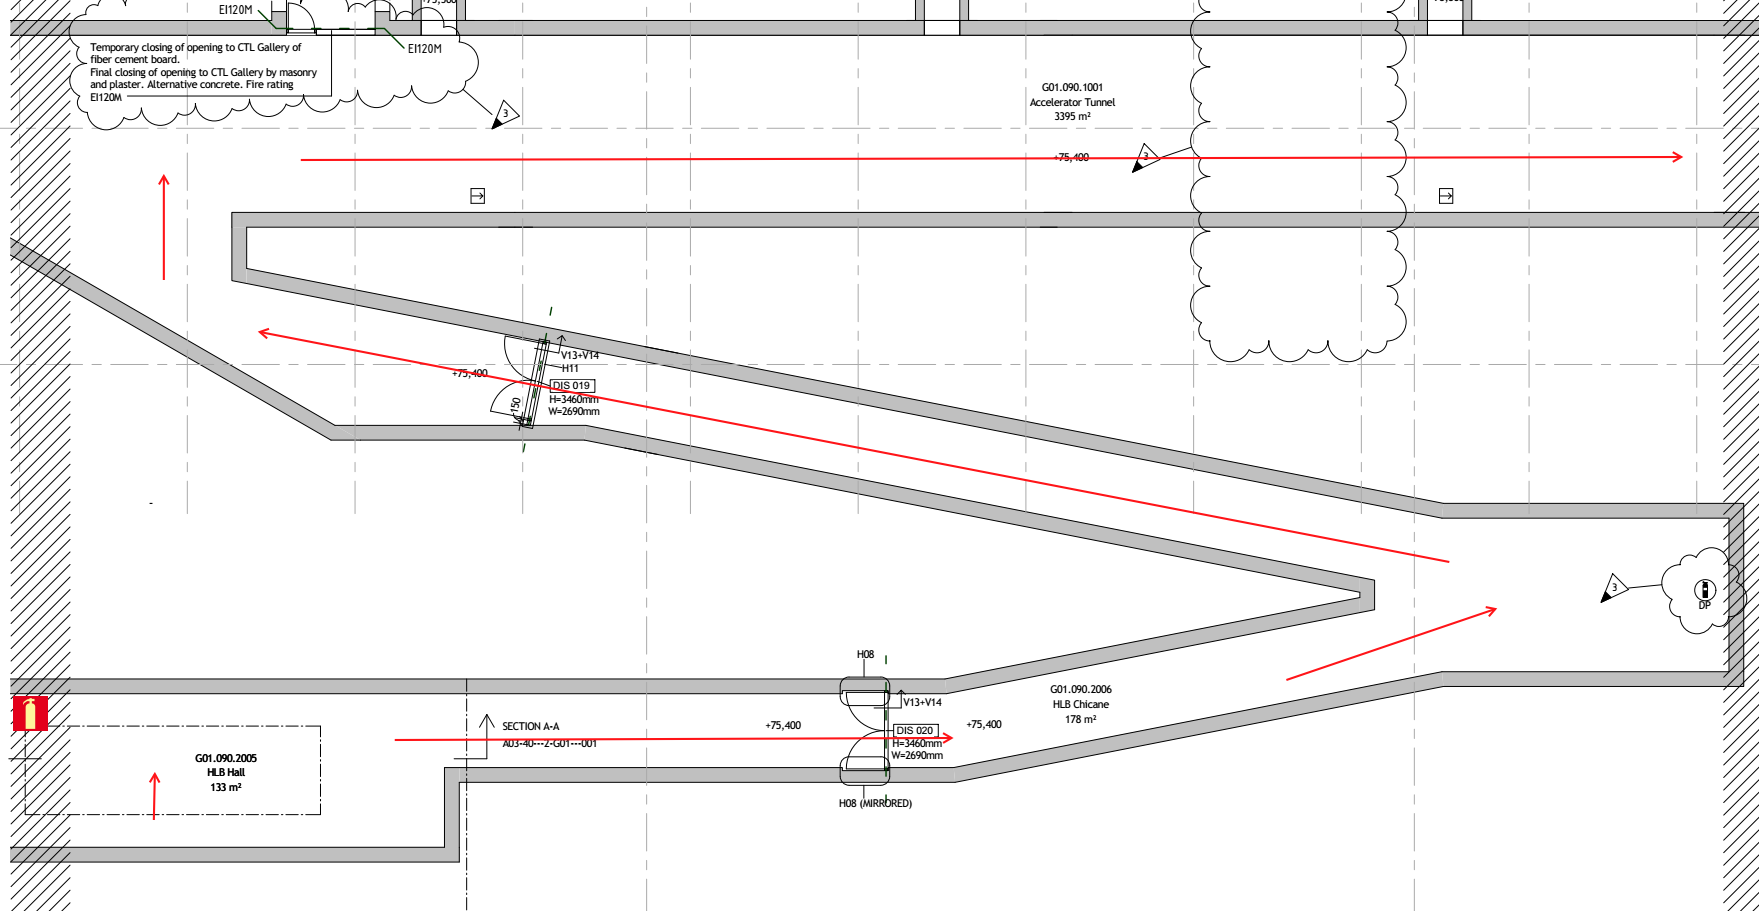 EI120M
+75,500
EI120M
Temporary closing of opening to CTL Gallery of
fiber cement board.
Final closing of opening to CTL Gallery by masonry
and plaster. Alternative concrete. Fire rating
EI120M
3
G01.090.1001
Accelerator Tunnel
3395 m²
3
+75,400
V13+V14
H11
+75,400
DIS 019
H=3460mm
W=2690mm
150
3
DP
H08
G01.090.2006
HLB Chicane
178 m²
V13+V14
SECTION A-A
A03-40---2-G01---001
+75,400
+75,400
DIS 020
H=3460mm
W=2690mm
G01.090.2005
HLB Hall
133 m²
H08 (MIRRORED)